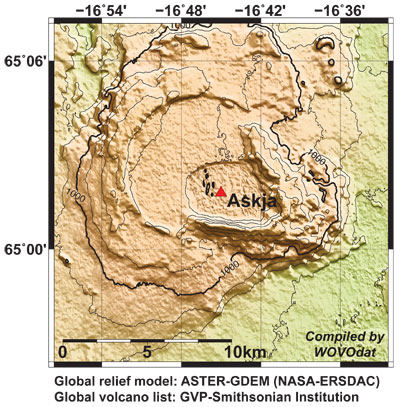 −16˚54' −16˚48' −16˚42' −16˚36'
1000
65˚06'
1000
Askja
1000
65˚00'
1000
Compiled by
WOVOdat
0 5 10km
Global relief model: ASTER-GDEM (NASA-ERSDAC)
Global volcano list: GVP-Smithsonian Institution